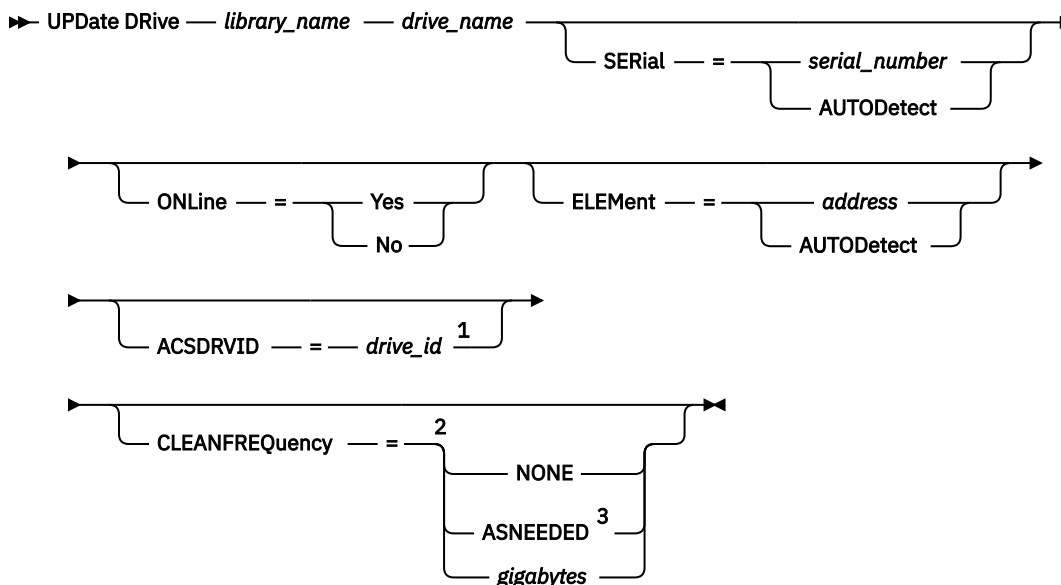 UPDate DRive library_name drive_name
SERial = serial_number
AUTODetect
ONLine = Yes
No
ELEMent = address
AUTODetect
ACSDRVID = drive_id 1
CLEANFREQuency = 2
NONE
ASNEEDED 3
gigabytes